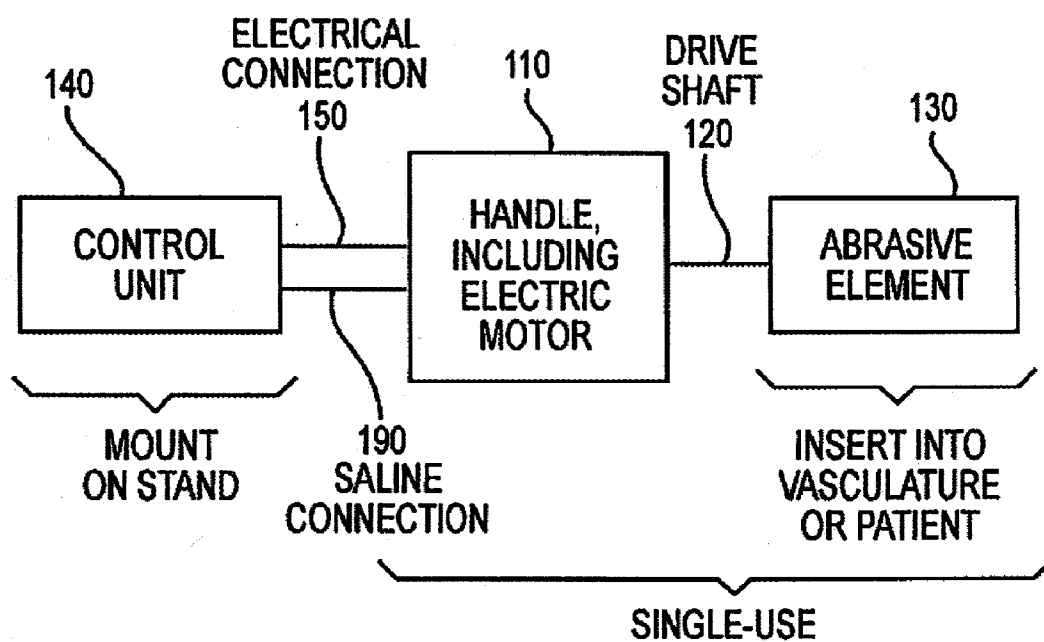 ELECTRICAL
CONNECTION
150
140
110
DRIVE
SHAFT
120
130
CONTROL
UNIT
HANDLE,
INCLUDING
ELECTRIC
MOTOR
ABRASIVE
ELEMENT
MOUNT
ON STAND
190
SALINE
CONNECTION
INSERT INTO
VASCULATURE
OR PATIENT
SINGLE-USE